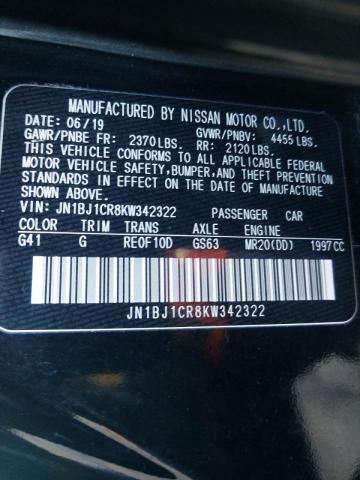 MANUFACTURED BY NISSAN MOTOR CO.,LTD.
DATE: 06/19 GVWR/PNBV: 4455LBS.
GAWR/PNBE FR: 2370LBS. RR: 2120LBS.
THIS VEHICLE CONFORMS TO ALL APPLICABLE FEDERAL
MOTOR VEHICLE SAFETY,BUMPER,AND THEFT PREVENTION
STANDARDS IN EFFECT ON THE DATE OF MANUFACTURE
SHOWN ABOVE.
VIN: JN1BJ1CR8KW342322 PASSENGER CAR
COLOR TRIM TRANS AXLE ENGINE
G41 G RE0F10D GS63 MR20(DD) 1997CC
JN1BJ1CR8KW342322